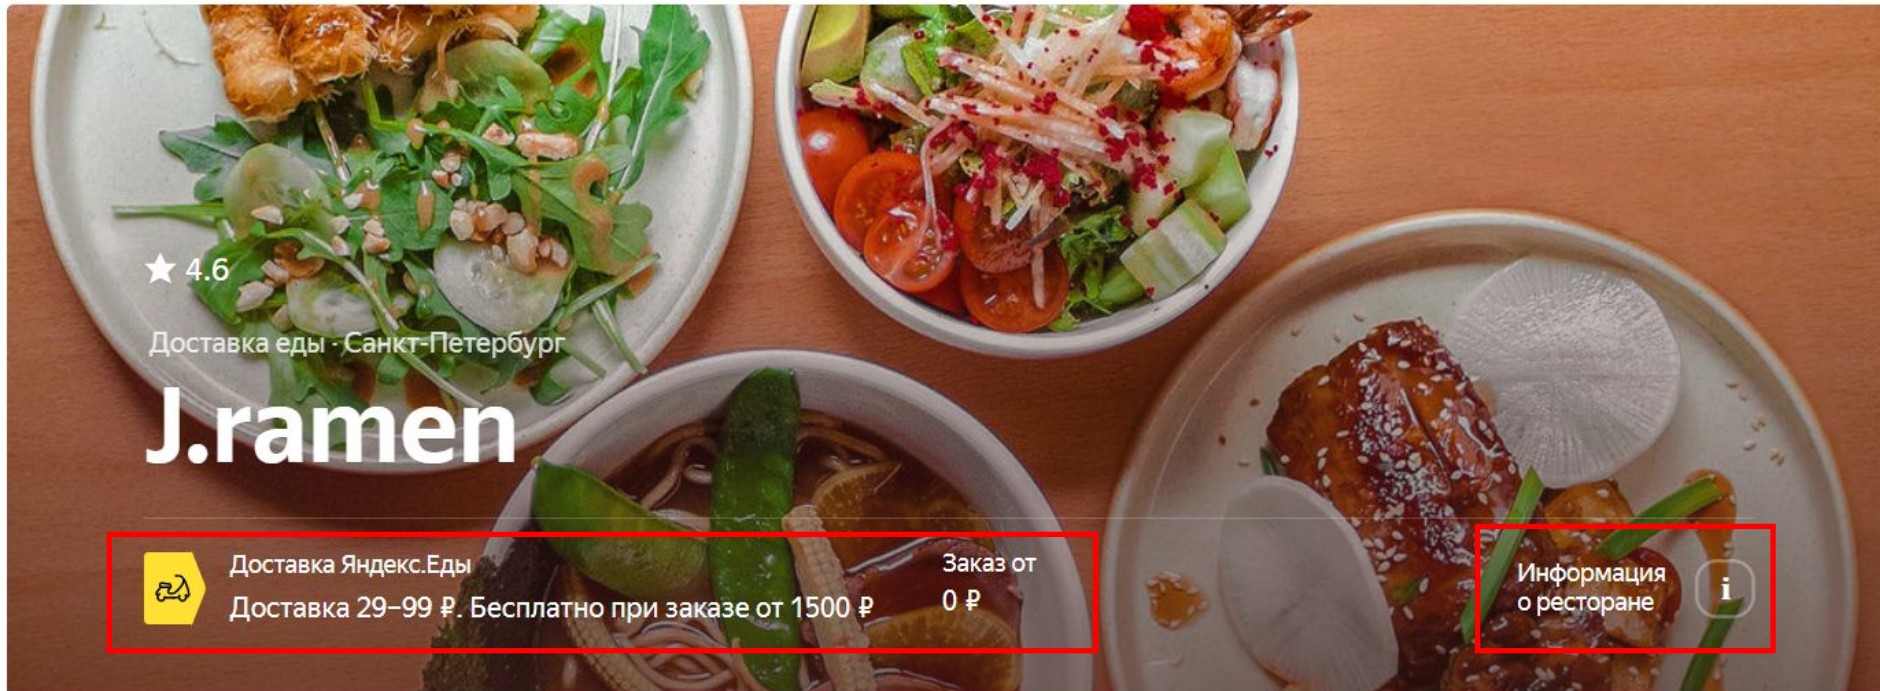 4.6
Доставка еды · Санкт-Петербург
J.ramen
Доставка Яндекс.Еды
Доставка 29–99 ₽. Бесплатно при заказе от 1500 ₽
Заказ от
0 ₽
Информация
о ресторане
i